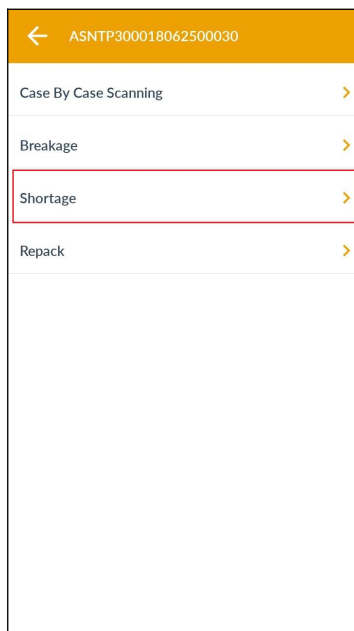 ASNTP300018062500030
Case By Case Scanning
Breakage
Shortage
Repack